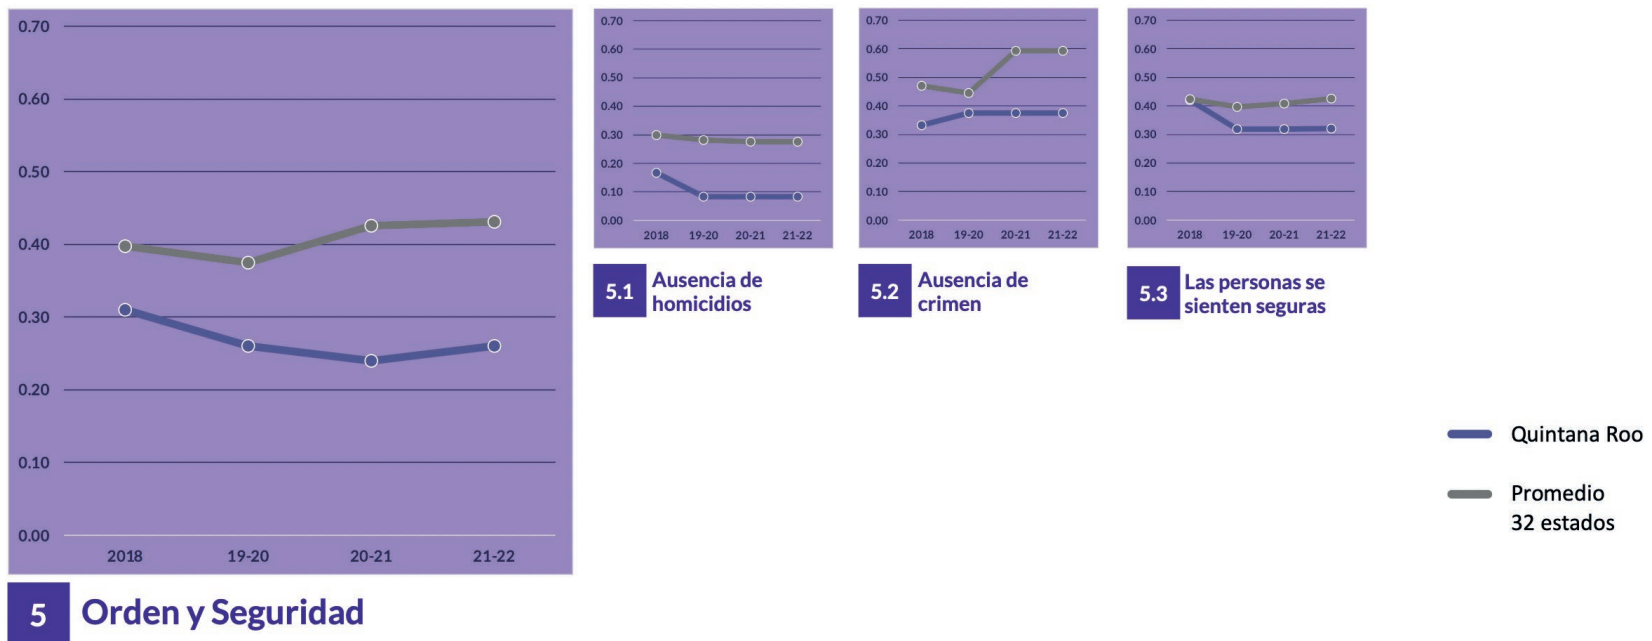 0.70
0.60
0.50
0.40
0.30
0.20
0.10
0.00
2018 19-20 20-21 21-22
5 Orden y Seguridad
0.70
0.60
0.50
0.40
0.30
0.20
0.10
0.00
2018 19-20 20-21 21-22
5.1 Ausencia de
homicidios
0.70
0.60
0.50
0.40
0.30
0.20
0.10
0.00
2018 19-20 20-21 21-22
5.2 Ausencia de
crimen
0.70
0.60
0.50
0.40
0.30
0.20
0.10
0.00
2018 19-20 20-21 21-22
5.3 Las personas se
sienten seguras
Quintana Roo
Promedio
32 estados